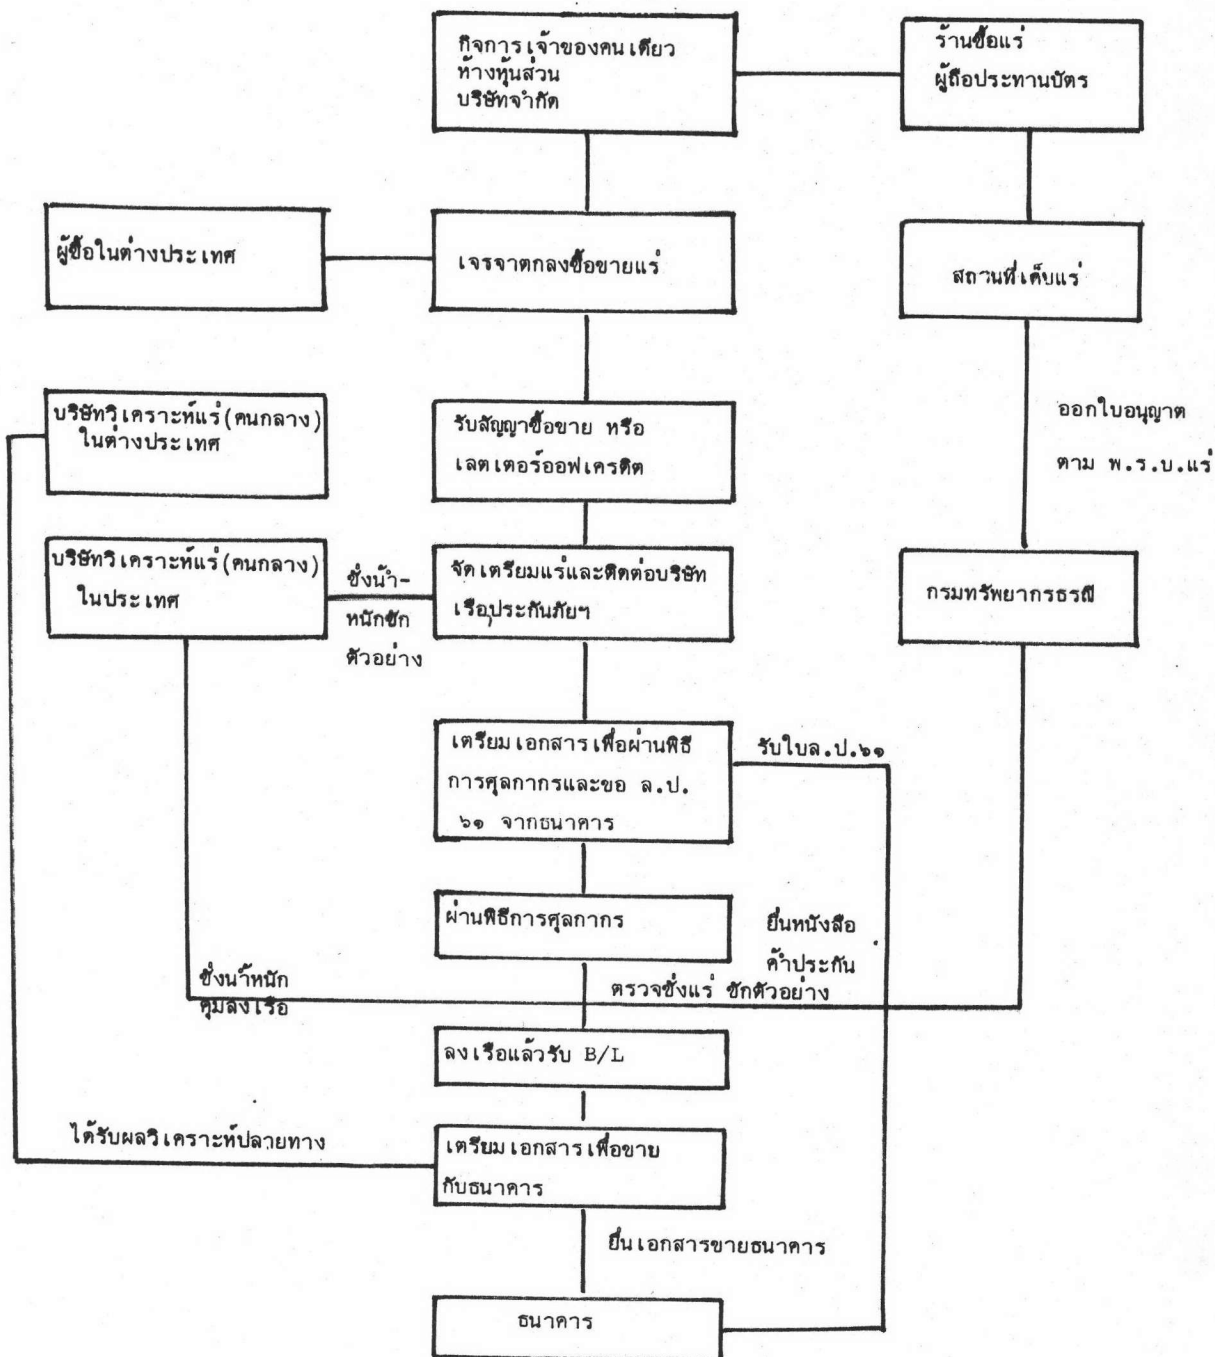 กิจการเจ้าของคนเดียว
ห้างหุ้นส่วน
บริษัทจำกัด
ร้านซื้อแร่
ผู้ถือประทานบัตร
ผู้ซื้อในต่างประเทศ
เจรจาตกลงซื้อขายแร่
สถานที่เก็บแร่
บริษัทวิเคราะห์แร่(คนกลาง)
ในต่างประเทศ
รับสัญญาซื้อขาย หรือ
เลตเตอร์ออฟเครดิต
ออกใบอนุญาต
ตาม พ.ร.บ.แร่
บริษัทวิเคราะห์แร่(คนกลาง)
ในประเทศ
ชั่งน้ำ-
หนักชัก
ตัวอย่าง
จัดเตรียมแร่และติดต่อบริษัท
เรือ,ประกันภัยฯ
กรมทรัพยากรธรณี
เตรียมเอกสารเพื่อผ่านพิธี
การศุลกากรและขอ ล.ป.
๖๑ จากธนาคาร
รับใบล.ป.๖๑
ผ่านพิธีการศุลกากร
ยื่นหนังสือ
ค้ำประกัน
ชั่งน้ำหนัก
คุมลงเรือ
ตรวจชั่งแร่ ชักตัวอย่าง
ลงเรือแล้วรับ B/L
ได้รับผลวิเคราะห์ปลายทาง
เตรียมเอกสารเพื่อขาย
กับธนาคาร
ยื่นเอกสารขายธนาคาร
ธนาคาร